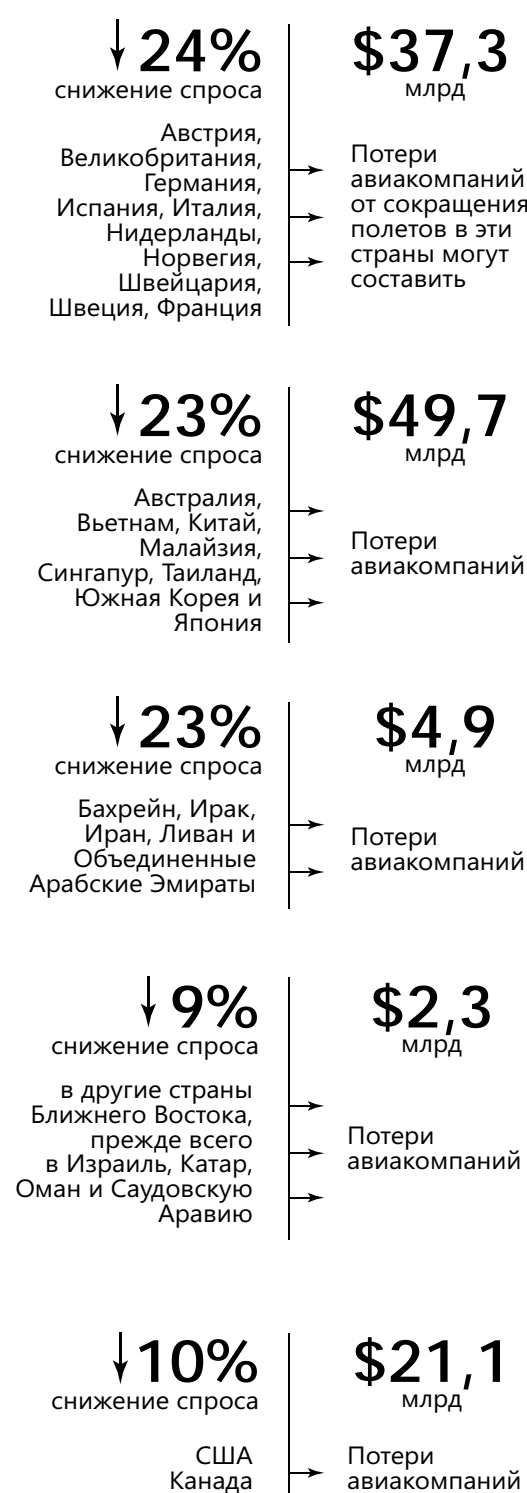 24%
снижение спроса
Австрия,
Великобритания,
Германия,
Испания, Италия,
Нидерланды,
Норвегия,
Швейцария,
Швеция, Франция
$37,3
млрд
Потери
авиакомпаний
от сокращения
полетов в эти
страны могут
составить
23%
снижение спроса
Австралия,
Вьетнам, Китай,
Малайзия,
Сингапур, Таиланд,
Южная Корея и
Япония
$49,7
млрд
Потери
авиакомпаний
23%
снижение спроса
Бахрейн, Ирак,
Иран, Ливан и
Объединенные
Арабские Эмираты
$4,9
млрд
Потери
авиакомпаний
9%
снижение спроса
в другие страны
Ближнего Востока,
прежде всего
в Израиль, Катар,
Оман и Саудовскую
Аравию
$2,3
млрд
Потери
авиакомпаний
10%
снижение спроса
США
Канада
$21,1
млрд
Потери
авиакомпаний